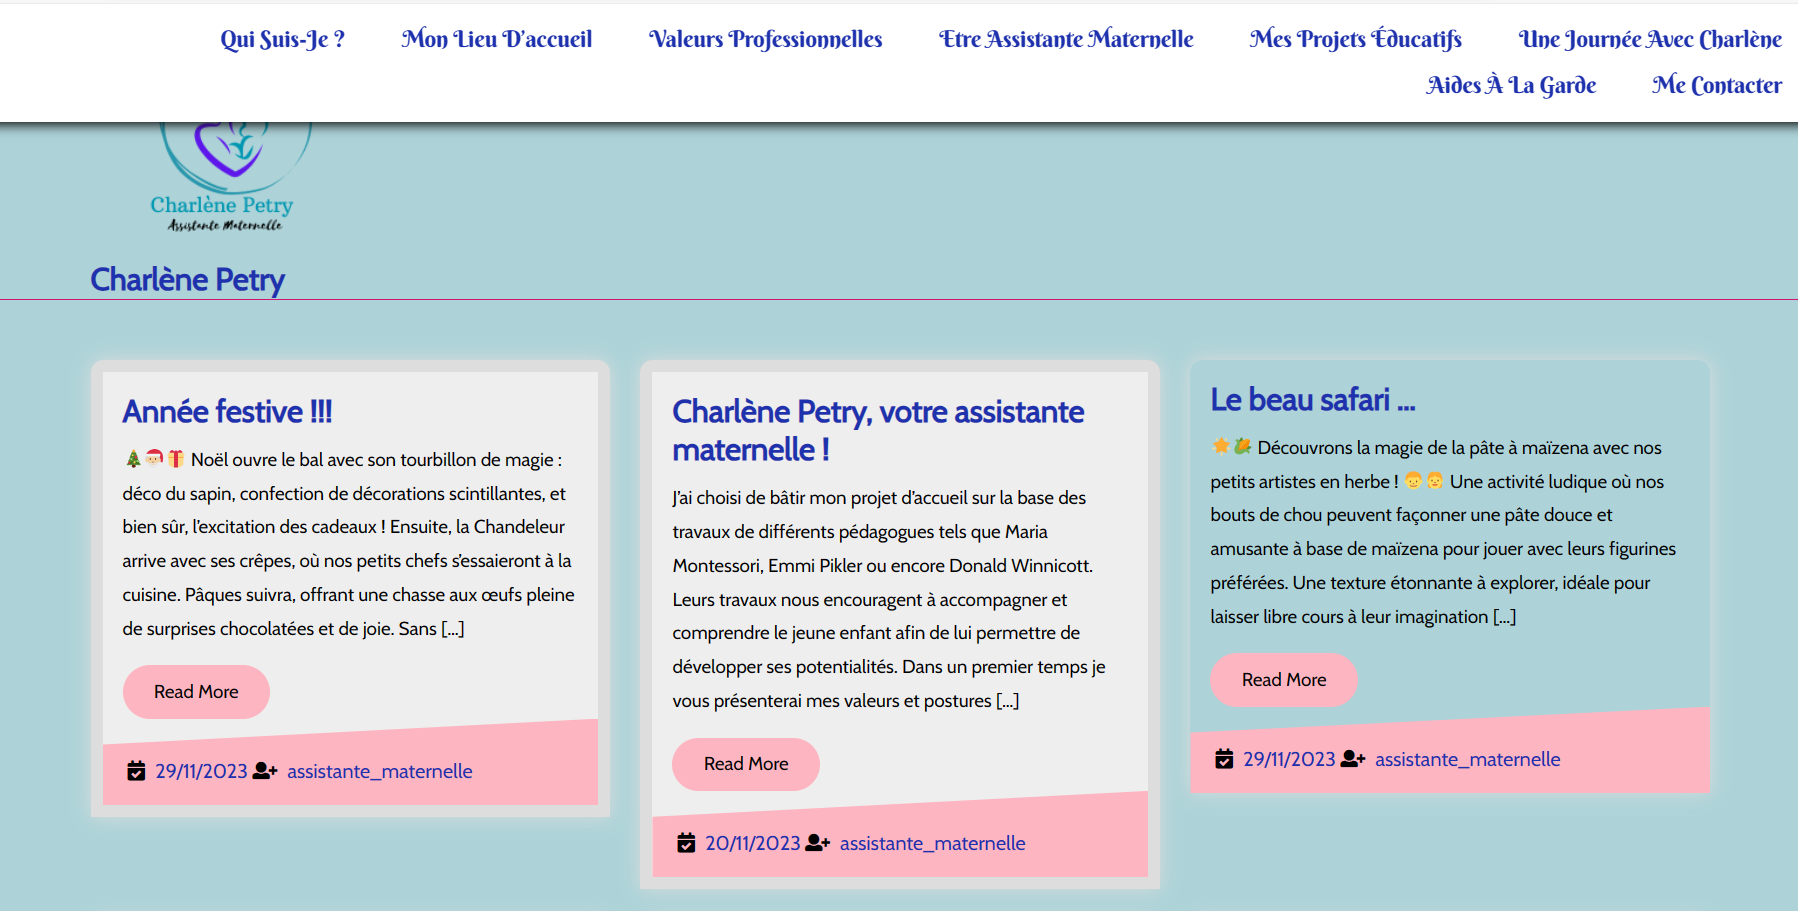 Qui Suis-Je ? Mon Lieu D'accueil Valeurs Professionnelles Etre Assistante Maternelle Mes Projets Éducatifs Une Journée Avec Charlène
Aides À La Garde Me Contacter
Charlène Petry
Assistante Maternelle
Charlène Petry
Année festive !!!
🎄🎅🎁 Noël ouvre le bal avec son tourbillon de magie :
déco du sapin, confection de décorations scintillantes, et
bien sûr, l'excitation des cadeaux ! Ensuite, la Chandeleur
arrive avec ses crêpes, où nos petits chefs s'essaieront à la
cuisine. Pâques suivra, offrant une chasse aux œufs pleine
de surprises chocolatées et de joie. Sans [...]
Read More
29/11/2023 assistante_maternelle
Charlène Petry, votre assistante
maternelle !
J'ai choisi de bâtir mon projet d'accueil sur la base des
travaux de différents pédagogues tels que Maria
Montessori, Emmi Pikler ou encore Donald Winnicott.
Leurs travaux nous encouragent à accompagner et
comprendre le jeune enfant afin de lui permettre de
développer ses potentialités. Dans un premier temps je
vous présenterai mes valeurs et postures [...]
Read More
20/11/2023 assistante_maternelle
Le beau safari ...
🌟🌽 Découvrons la magie de la pâte à maïzena avec nos
petits artistes en herbe ! 👦👧 Une activité ludique où nos
bouts de chou peuvent façonner une pâte douce et
amusante à base de maïzena pour jouer avec leurs figurines
préférées. Une texture étonnante à explorer, idéale pour
laisser libre cours à leur imagination [...]
Read More
29/11/2023 assistante_maternelle